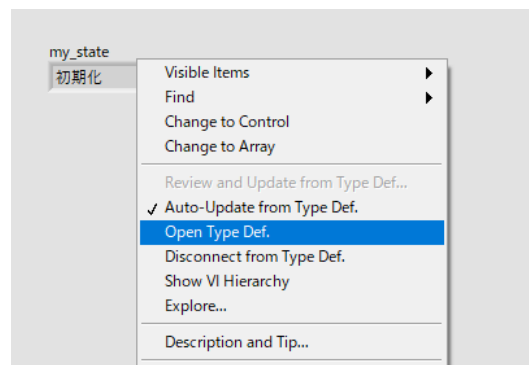 my_state
初期化
Visible Items
Find
Change to Control
Change to Array
Review and Update from Type Def...
Auto-Update from Type Def.
Open Type Def.
Disconnect from Type Def.
Show VI Hierarchy
Explore...
Description and Tip...